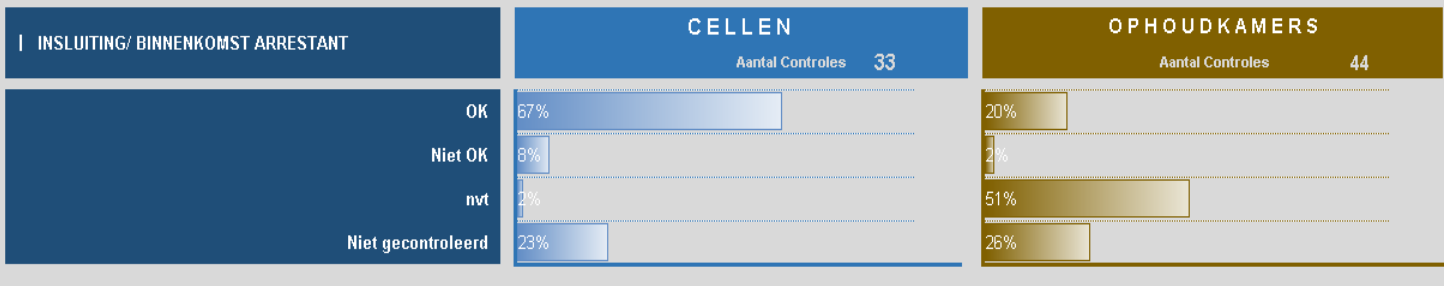 | INSLUITING/ BINNENKOMST ARRESTANT
CELLEN
Aantal Controles 33
OPHOUDKAMERS
Aantal Controles 44
OK 67% 20%
Niet OK 8% 2%
nvt 2% 51%
Niet gecontroleerd 23% 26%